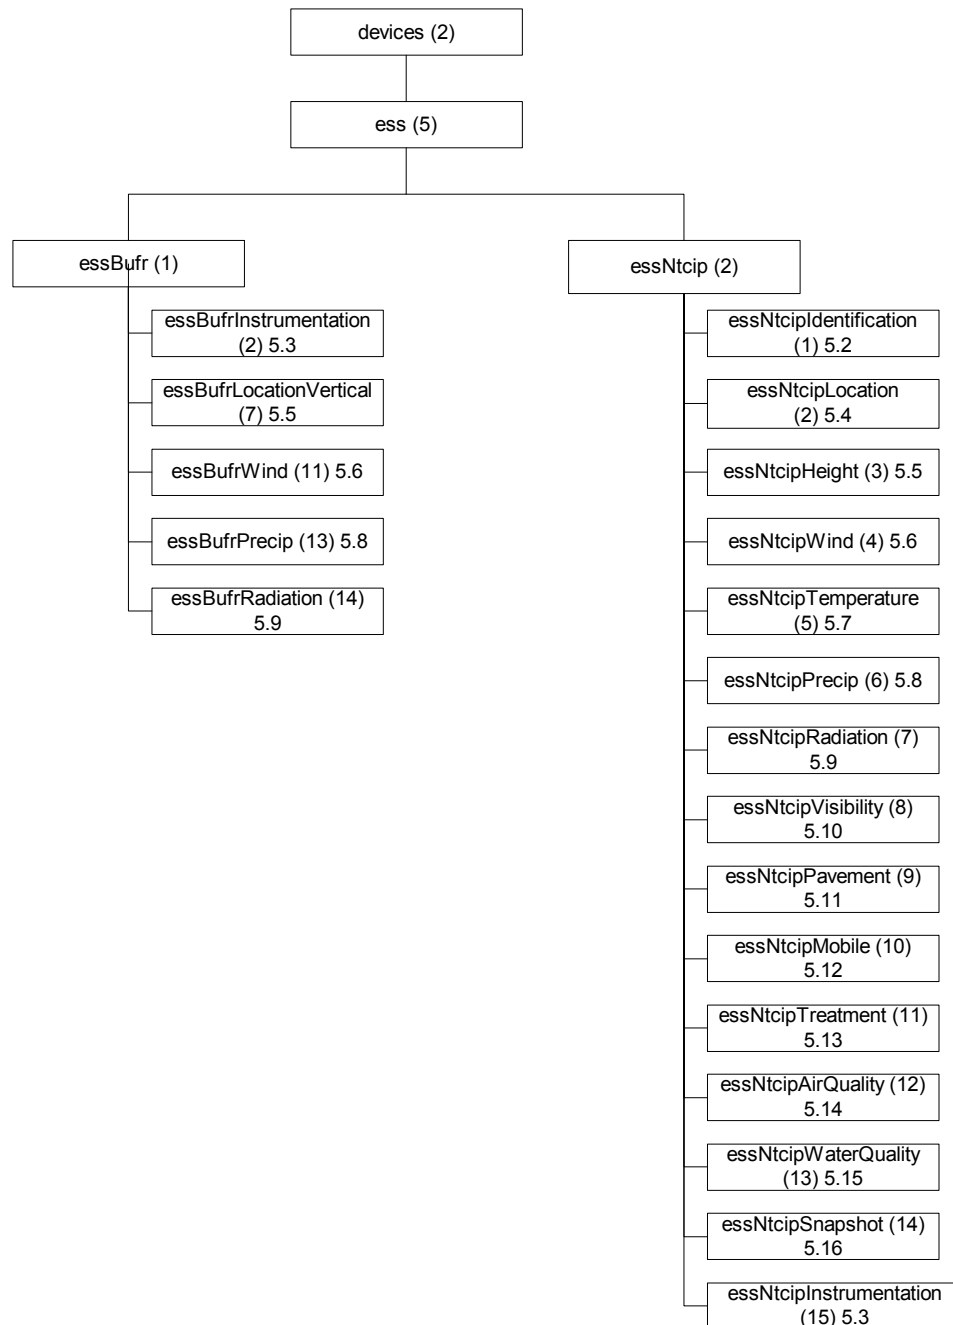 devices (2)
ess (5)
essBufr (1)
essBufrInstrumentation
(2) 5.3
essBufrLocationVertical
(7) 5.5
essBufrWind (11) 5.6
essBufrPrecip (13) 5.8
essBufrRadiation (14)
5.9
essNtcip (2)
essNtcipIdentification
(1) 5.2
essNtcipLocation
(2) 5.4
essNtcipHeight (3) 5.5
essNtcipWind (4) 5.6
essNtcipTemperature
(5) 5.7
essNtcipPrecip (6) 5.8
essNtcipRadiation (7)
5.9
essNtcipVisibility (8)
5.10
essNtcipPavement (9)
5.11
essNtcipMobile (10)
5.12
essNtcipTreatment (11)
5.13
essNtcipAirQuality (12)
5.14
essNtcipWaterQuality
(13) 5.15
essNtcipSnapshot (14)
5.16
essNtcipInstrumentation
(15) 5.3